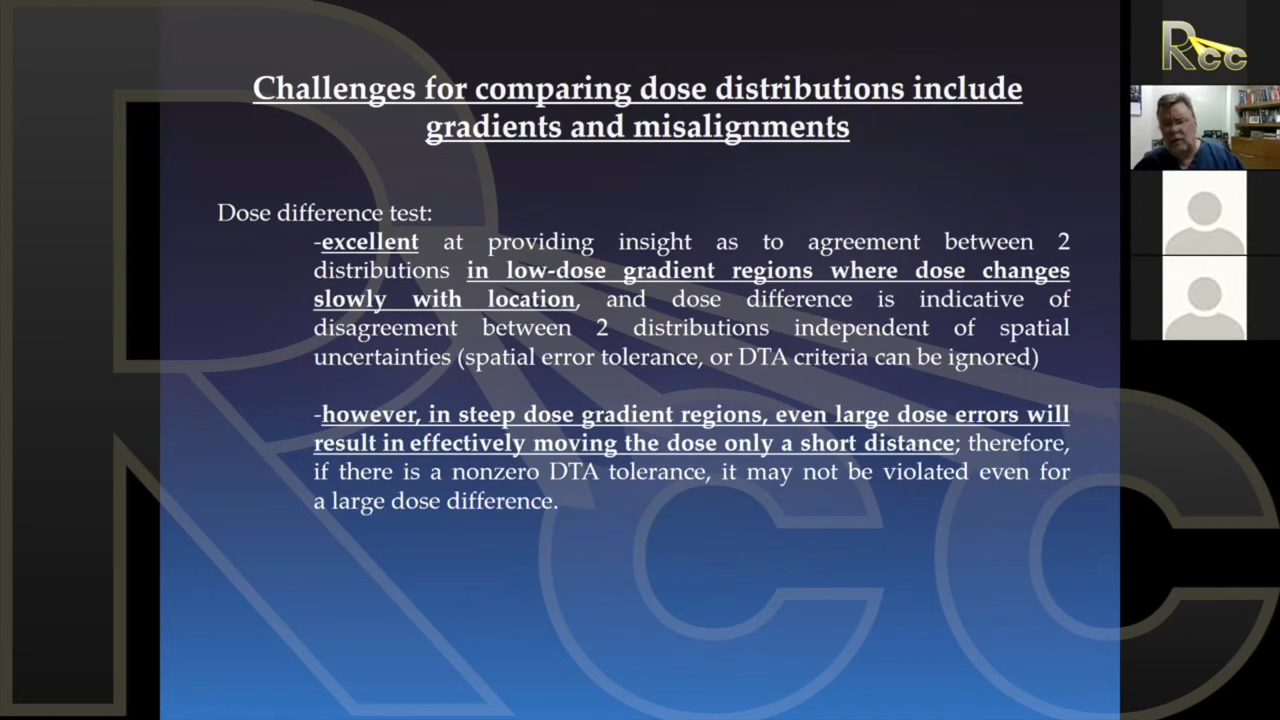 Challenges for comparing dose distributions include
gradients and misalignments
Dose difference test:
-excellent at providing insight as to agreement between 2
distributions in low-dose gradient regions where dose changes
slowly with location, and dose difference is indicative of
disagreement between 2 distributions independent of spatial
uncertainties (spatial error tolerance, or DTA criteria can be ignored)
-however, in steep dose gradient regions, even large dose errors will
result in effectively moving the dose only a short distance; therefore,
if there is a nonzero DTA tolerance, it may not be violated even for
a large dose difference.
Rcc
Rcc